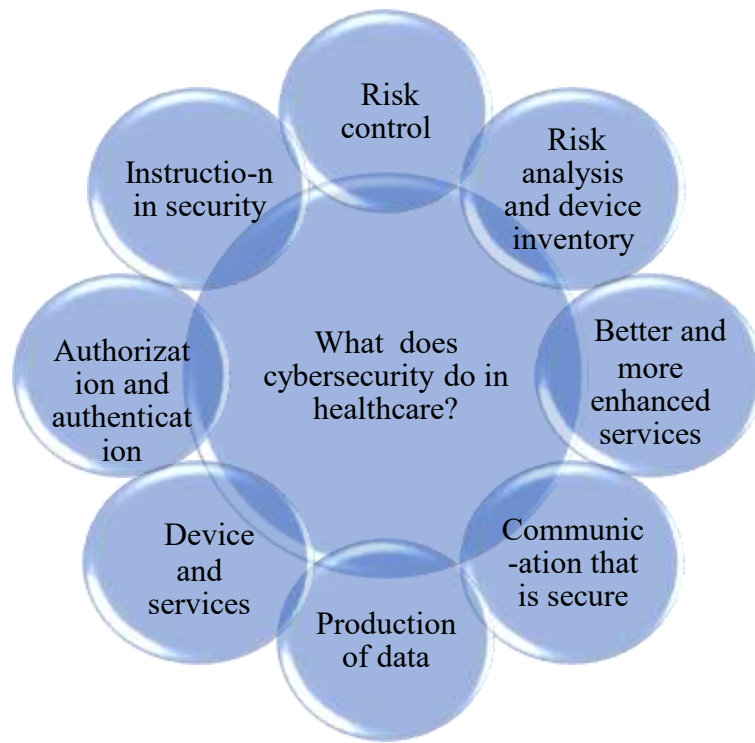 Risk
control
Risk
analysis
and device
inventory
Better and
more
enhanced
services
Communic
-ation that
is secure
Production
of data
Device
and
services
Authorizat
ion and
authenticat
ion
Instructio-n
in security
What does
cybersecurity do in
healthcare?